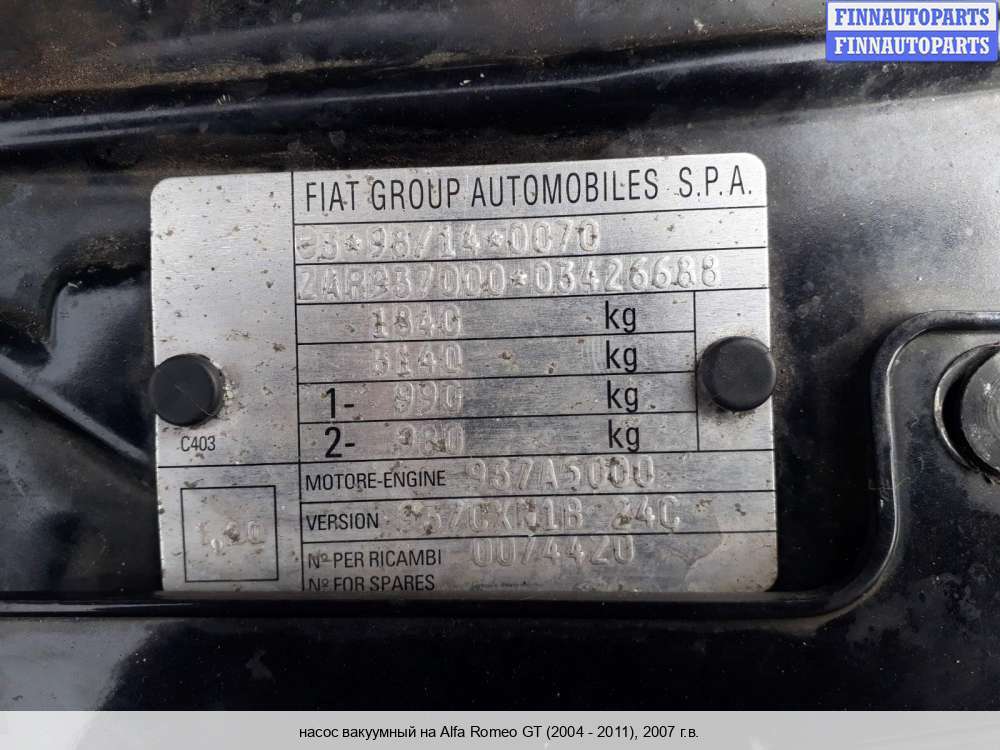 FINNAUTOPARTS
FINNAUTOPARTS
FIAT GROUP AUTOMOBILES S.P.A.
e3*98/14*0070
ZAR937000*03426688
1840 kg
3140 kg
1- 990 kg
2- 980 kg
C403
MOTORE-ENGINE 937A5000
VERSION
Nº PER RICAMBI 0074420
Nº FOR SPARES
насос вакуумный на Alfa Romeo GT (2004 - 2011), 2007 г.в.